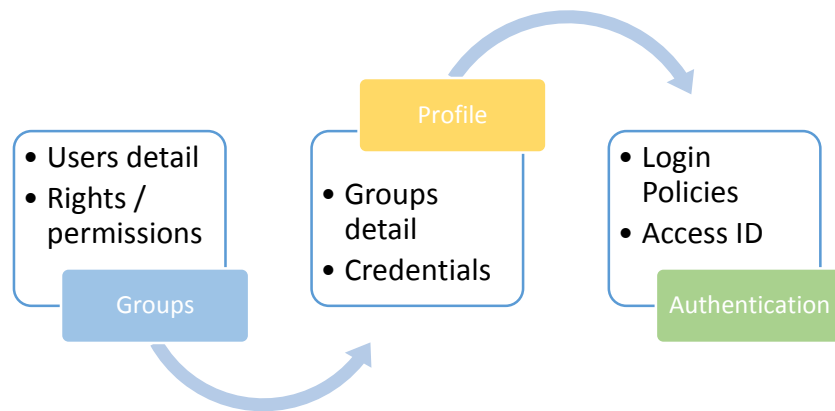 • Users detail
• Rights /
permissions
Groups
Profile
• Groups
detail
• Credentials
• Login
Policies
• Access ID
Authentication